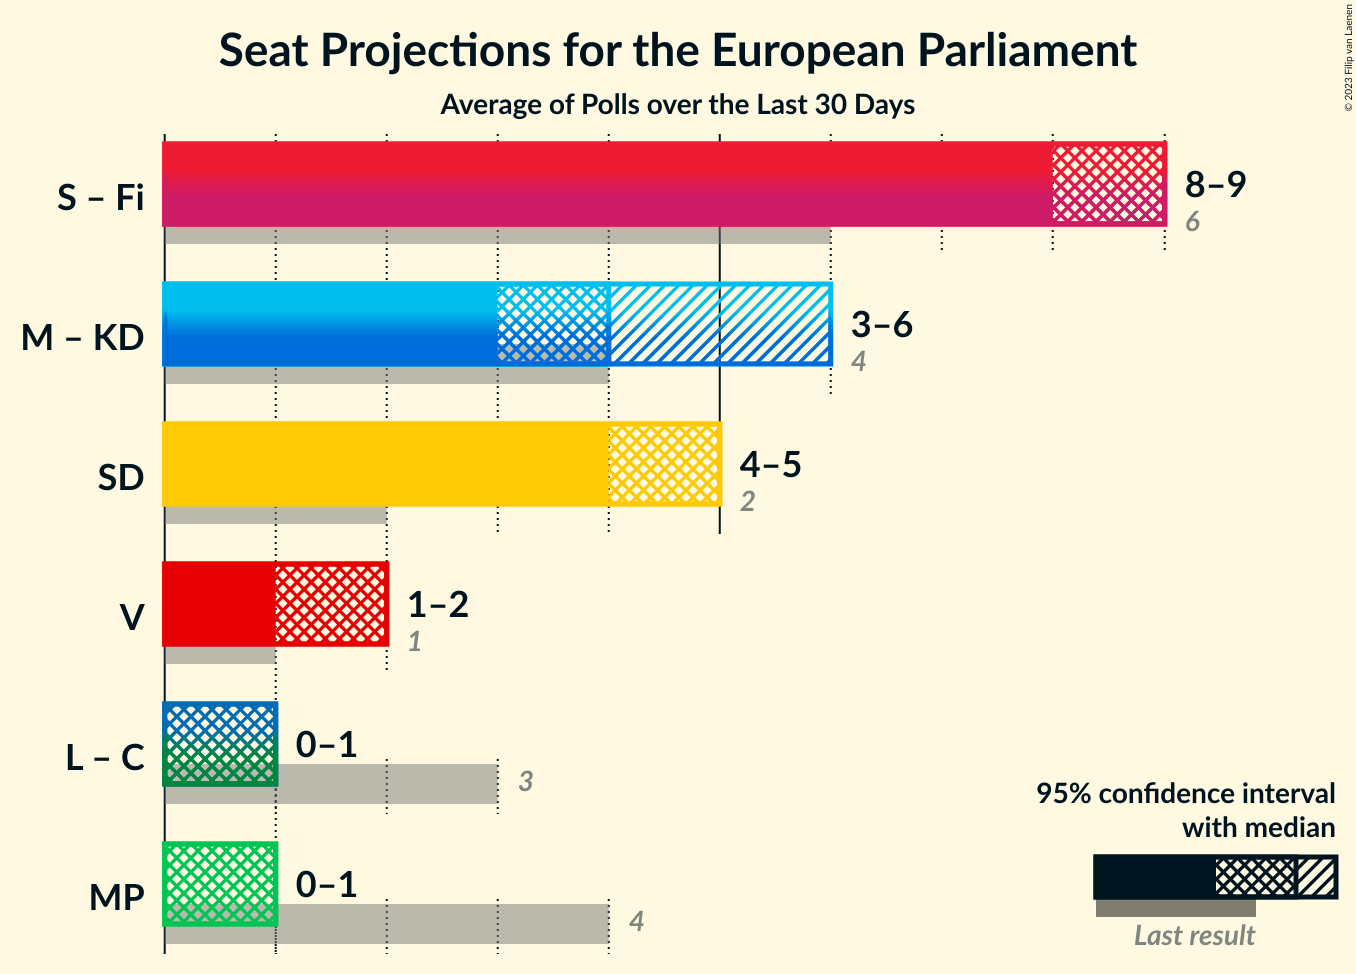 Seat Projections for the European Parliament
Average of Polls over the Last 30 Days
© 2023 Filip van Laenen
S – Fi
8–9
6
M – KD
3–6
4
SD
4–5
2
V
1–2
1
L – C
0–1
3
MP
0–1
4
95% confidence interval
with median
Last result